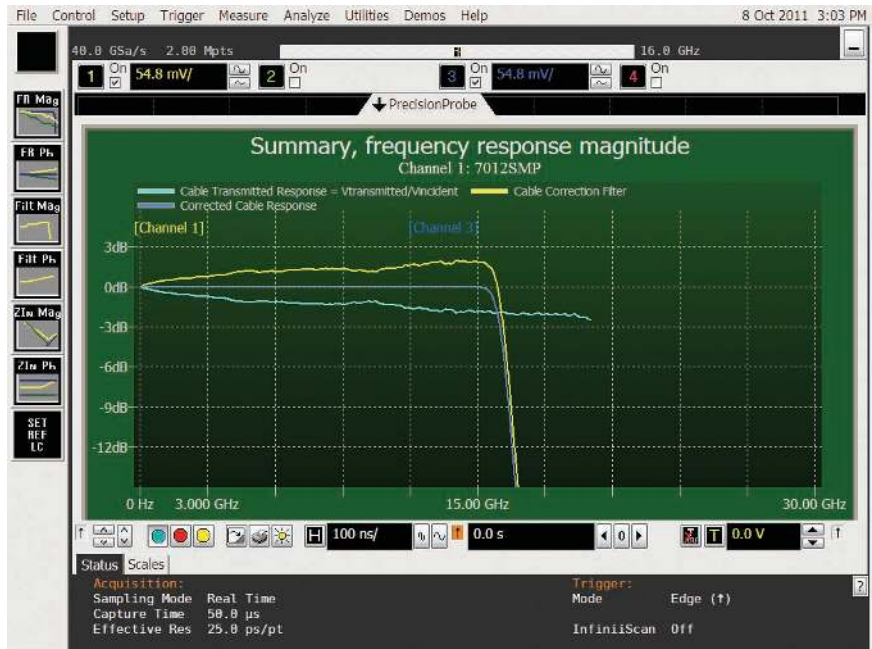 File Control Setup Trigger Measure Analyze Utilities Demos Help 8 Oct 2011 3:03 PM
40.0 GSa/s 2.00 Mpts 16.0 GHz
1 On 54.8 mV/ 2 On 3 On 54.8 mV/ 4 On
PrecisionProbe
FR Mag
FR Ph
Filt Mag
Filt Ph
ZIN Mag
ZIN Ph
SET
REF
LC
Summary, frequency response magnitude
Channel 1: 7012SMP
Cable Transmitted Response = Vtransmitted/Vincident Cable Correction Filter
Corrected Cable Response
[Channel 1] [Channel 3]
3dB
0dB
-3dB
-6dB
-9dB
-12dB
0 Hz 3.000 GHz 15.00 GHz 30.00 GHz
H 100 ns/ 0.0 s 0 T 0.0 V
Status Scales
Acquisition: Trigger:
Sampling Mode Real Time Mode Edge (↑)
Capture Time 50.0 µs
Effective Res 25.0 ps/pt InfiniiScan Off
?